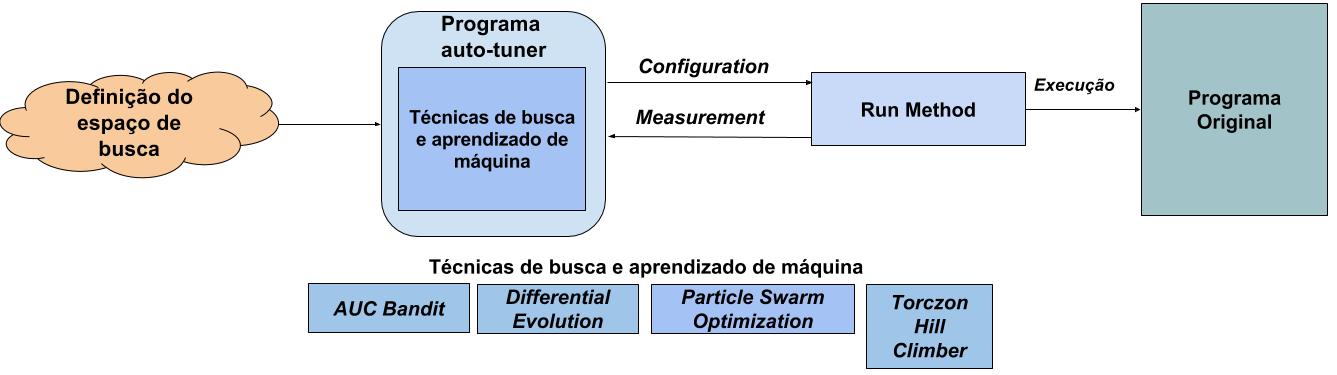 Definição do
espaço de
busca
Programa
auto-tuner
Técnicas de busca
e aprendizado de
máquina
Configuration
Measurement
Run Method
Execução
Programa
Original
Técnicas de busca e aprendizado de máquina
AUC Bandit
Differential
Evolution
Particle Swarm
Optimization
Torczon
Hill
Climber